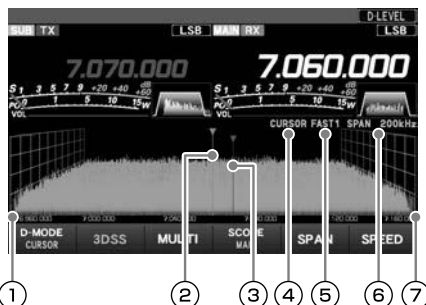 D-LEVEL
SUB TX LSB MAIN RX LSB
7.070.000 7.060.000
S 1 3 5 7 9 +20 +40 +60 dB S 1 3 5 7 9 +20 +40 +60 dB
PO 0 1 5 10 15W PO 0 1 5 10 15W
VOL VOL
CURSOR FAST1 SPAN 200kHz
7.000.000
D-MODE 3DSS MULTI SCOPE SPAN SPEED
CURSOR
① ② ③ ④ ⑤ ⑥ ⑦